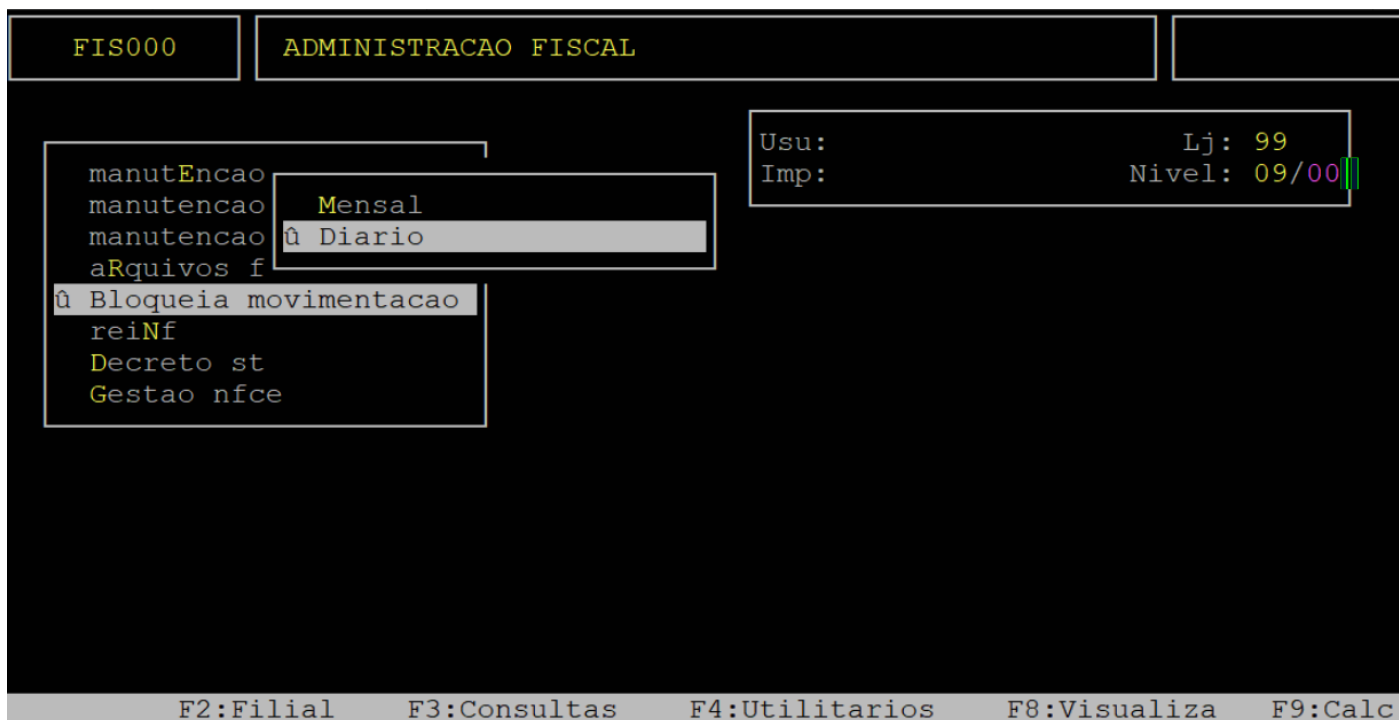 FIS000 ADMINISTRACAO FISCAL
Usu: Lj: 99
Imp: Nivel: 09/00
manutEncao
manutencao
manutencao
aRquivos f
û Bloqueia movimentacao
reiNf
Decreto st
Gestao nfce
Mensal
û Diario
F2:Filial F3:Consultas F4:Utilitarios F8:Visualiza F9:Calc